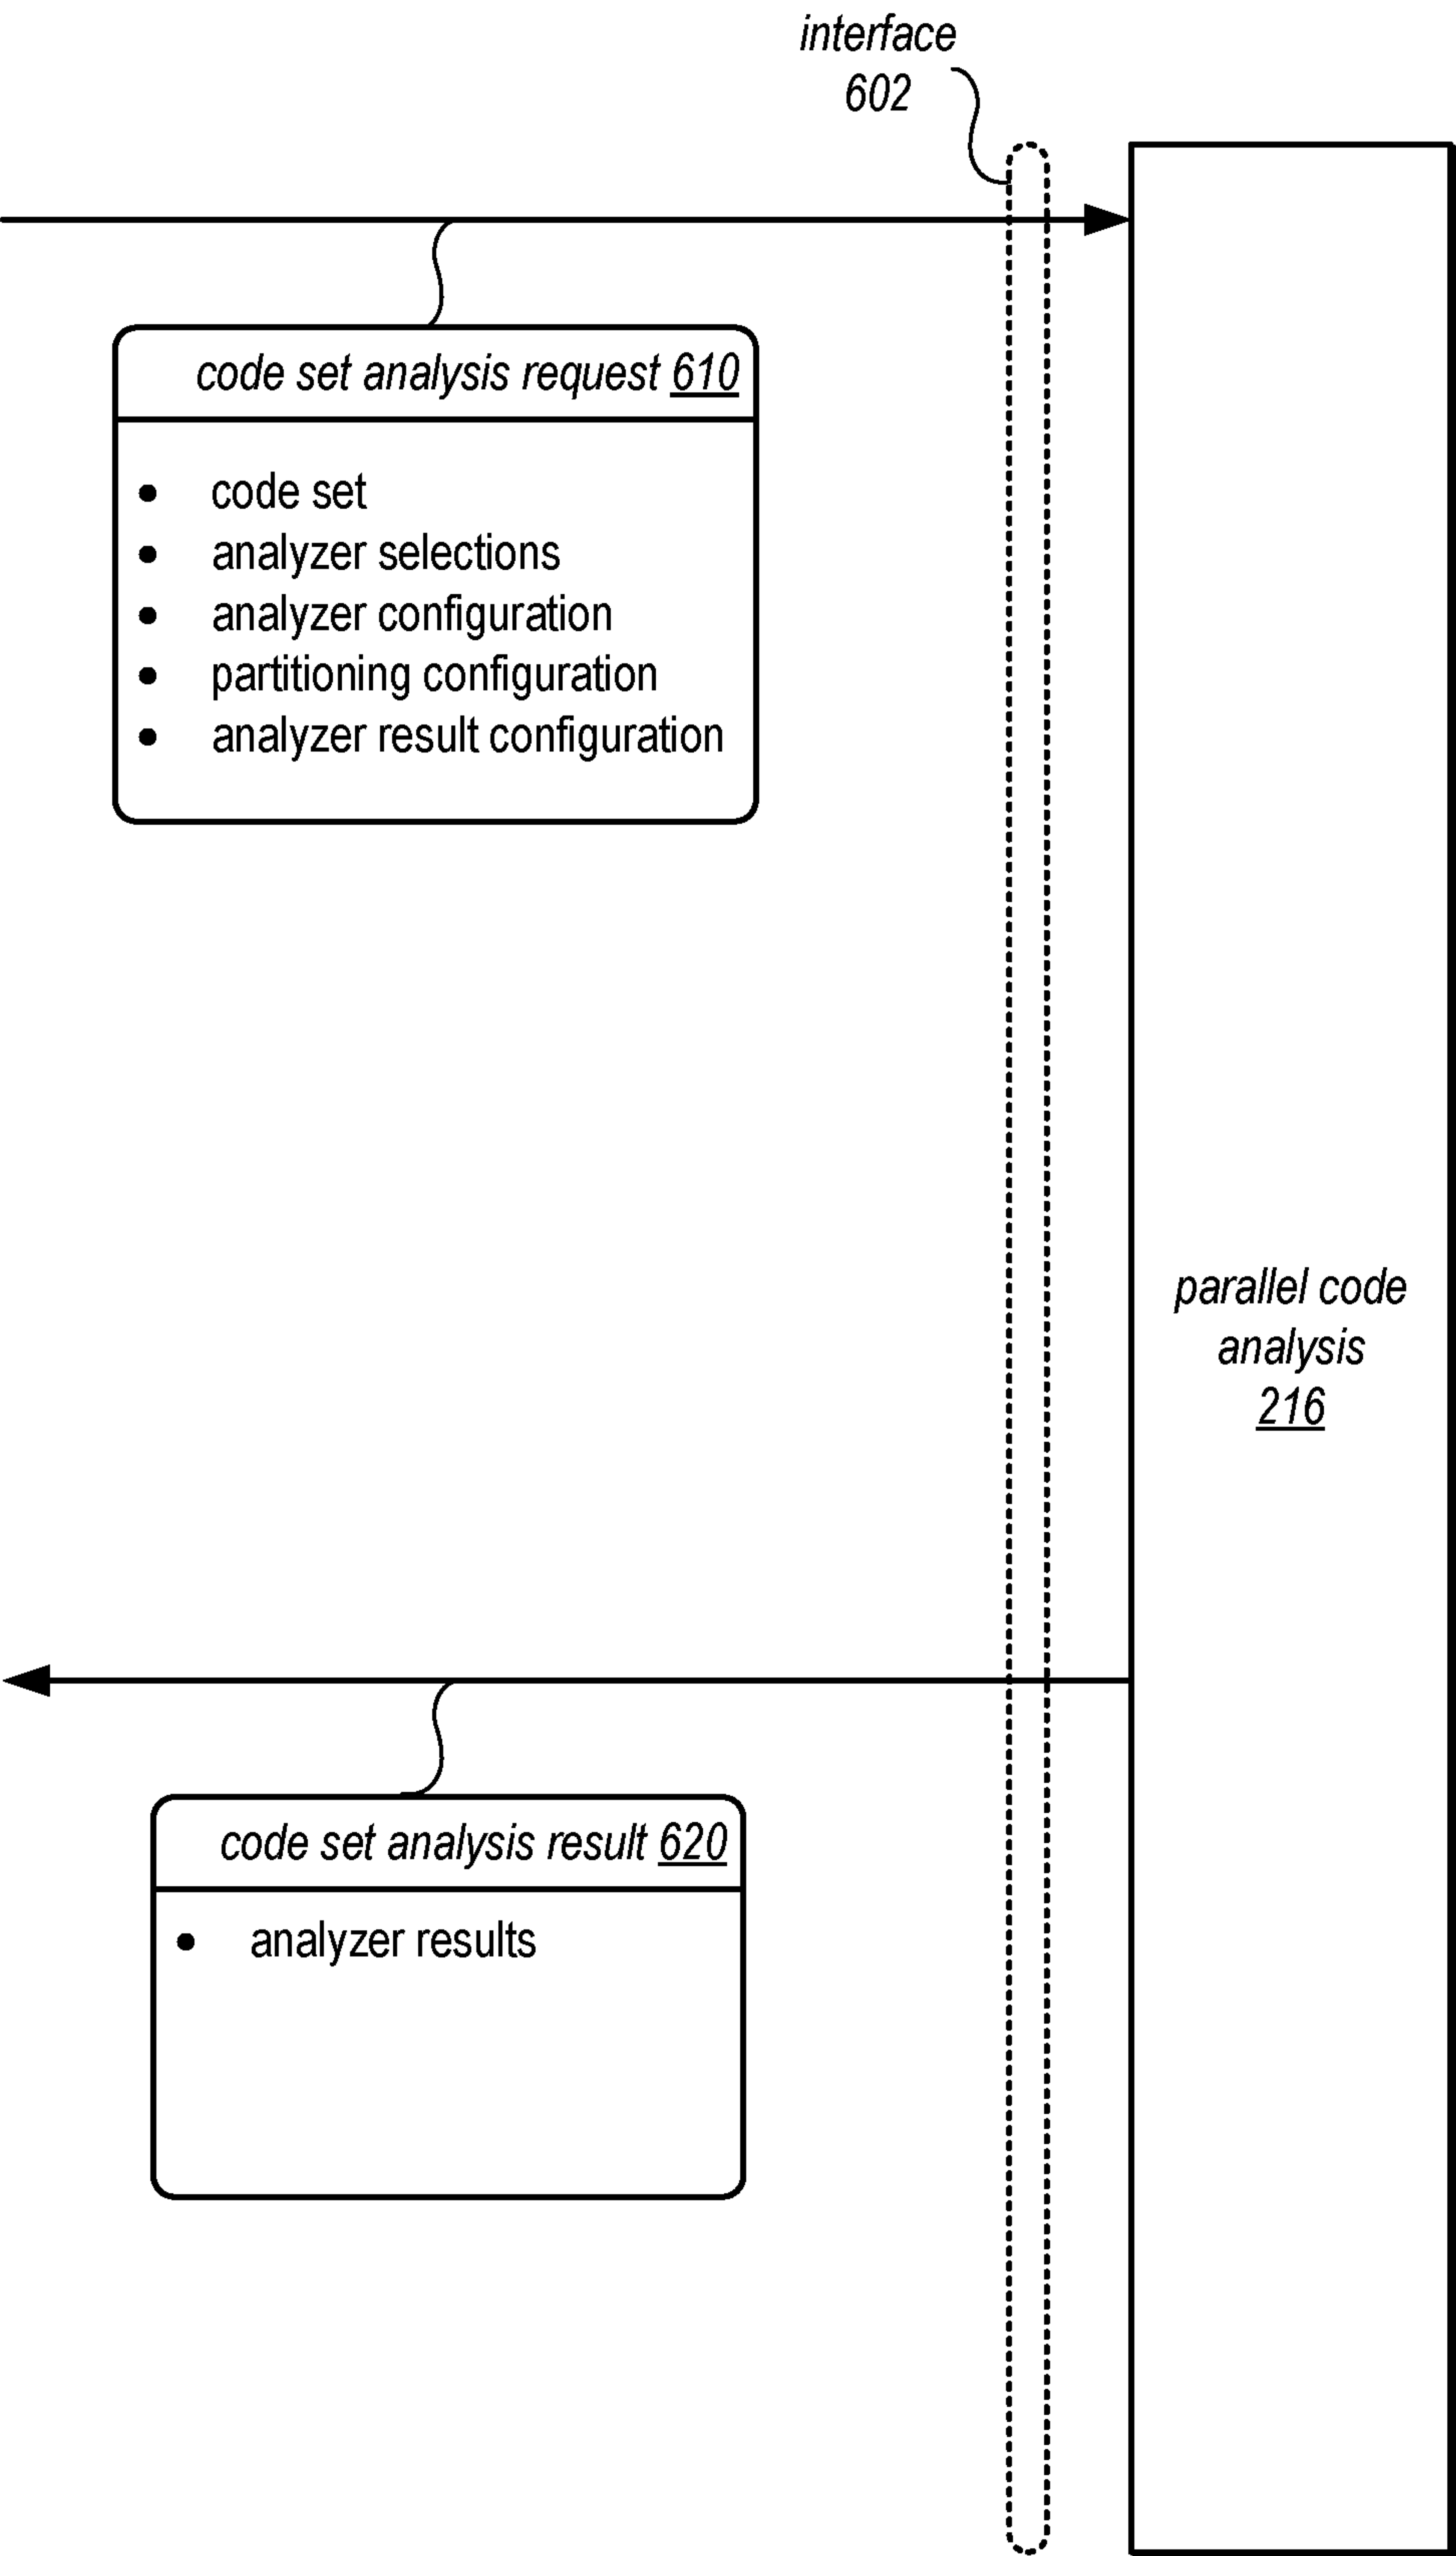 interface
602
code set analysis request 610
• code set
• analyzer selections
• analyzer configuration
• partitioning configuration
• analyzer result configuration
parallel code
analysis
216
code set analysis result 620
• analyzer results